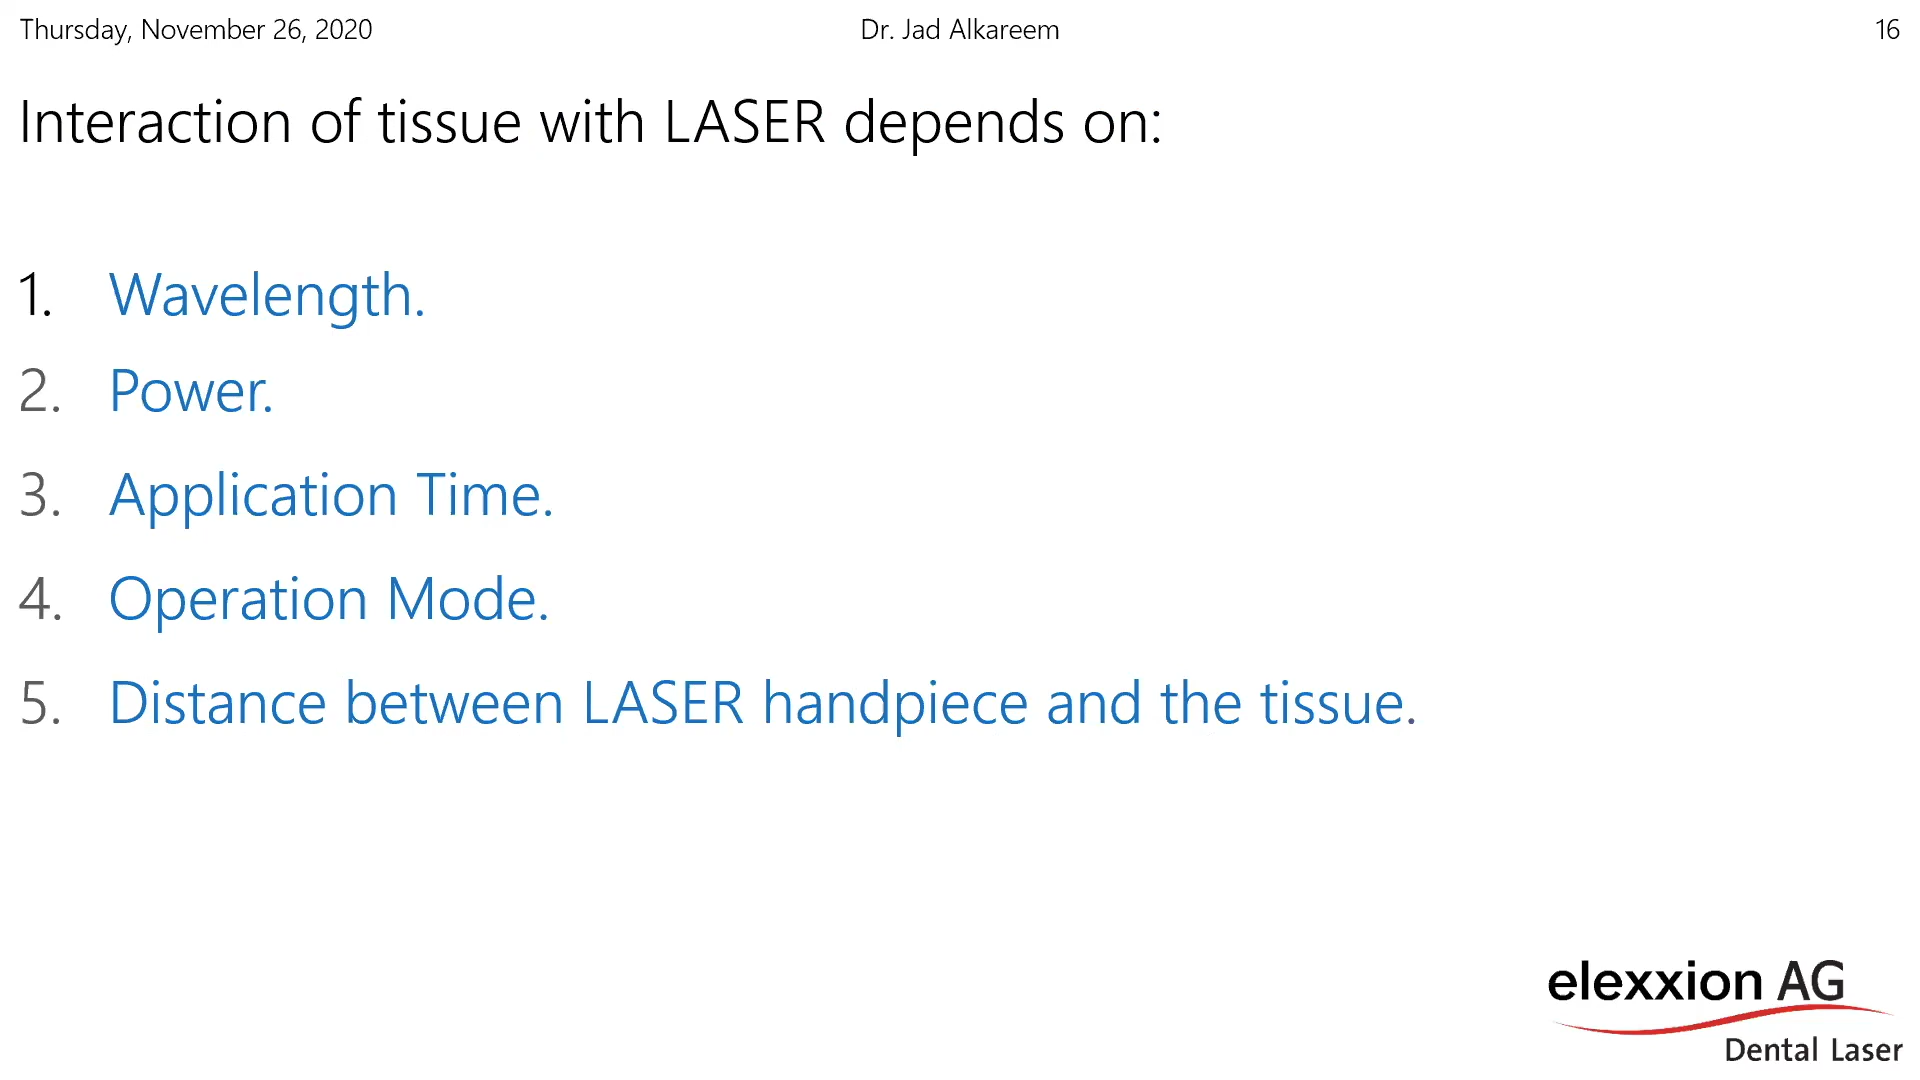 Thursday, November 26, 2020
Dr. Jad Alkareem
16
Interaction of tissue with LASER depends on:
1. Wavelength.
2. Power.
3. Application Time.
4. Operation Mode.
5. Distance between LASER handpiece and the tissue.
elexxion AG
Dental Laser